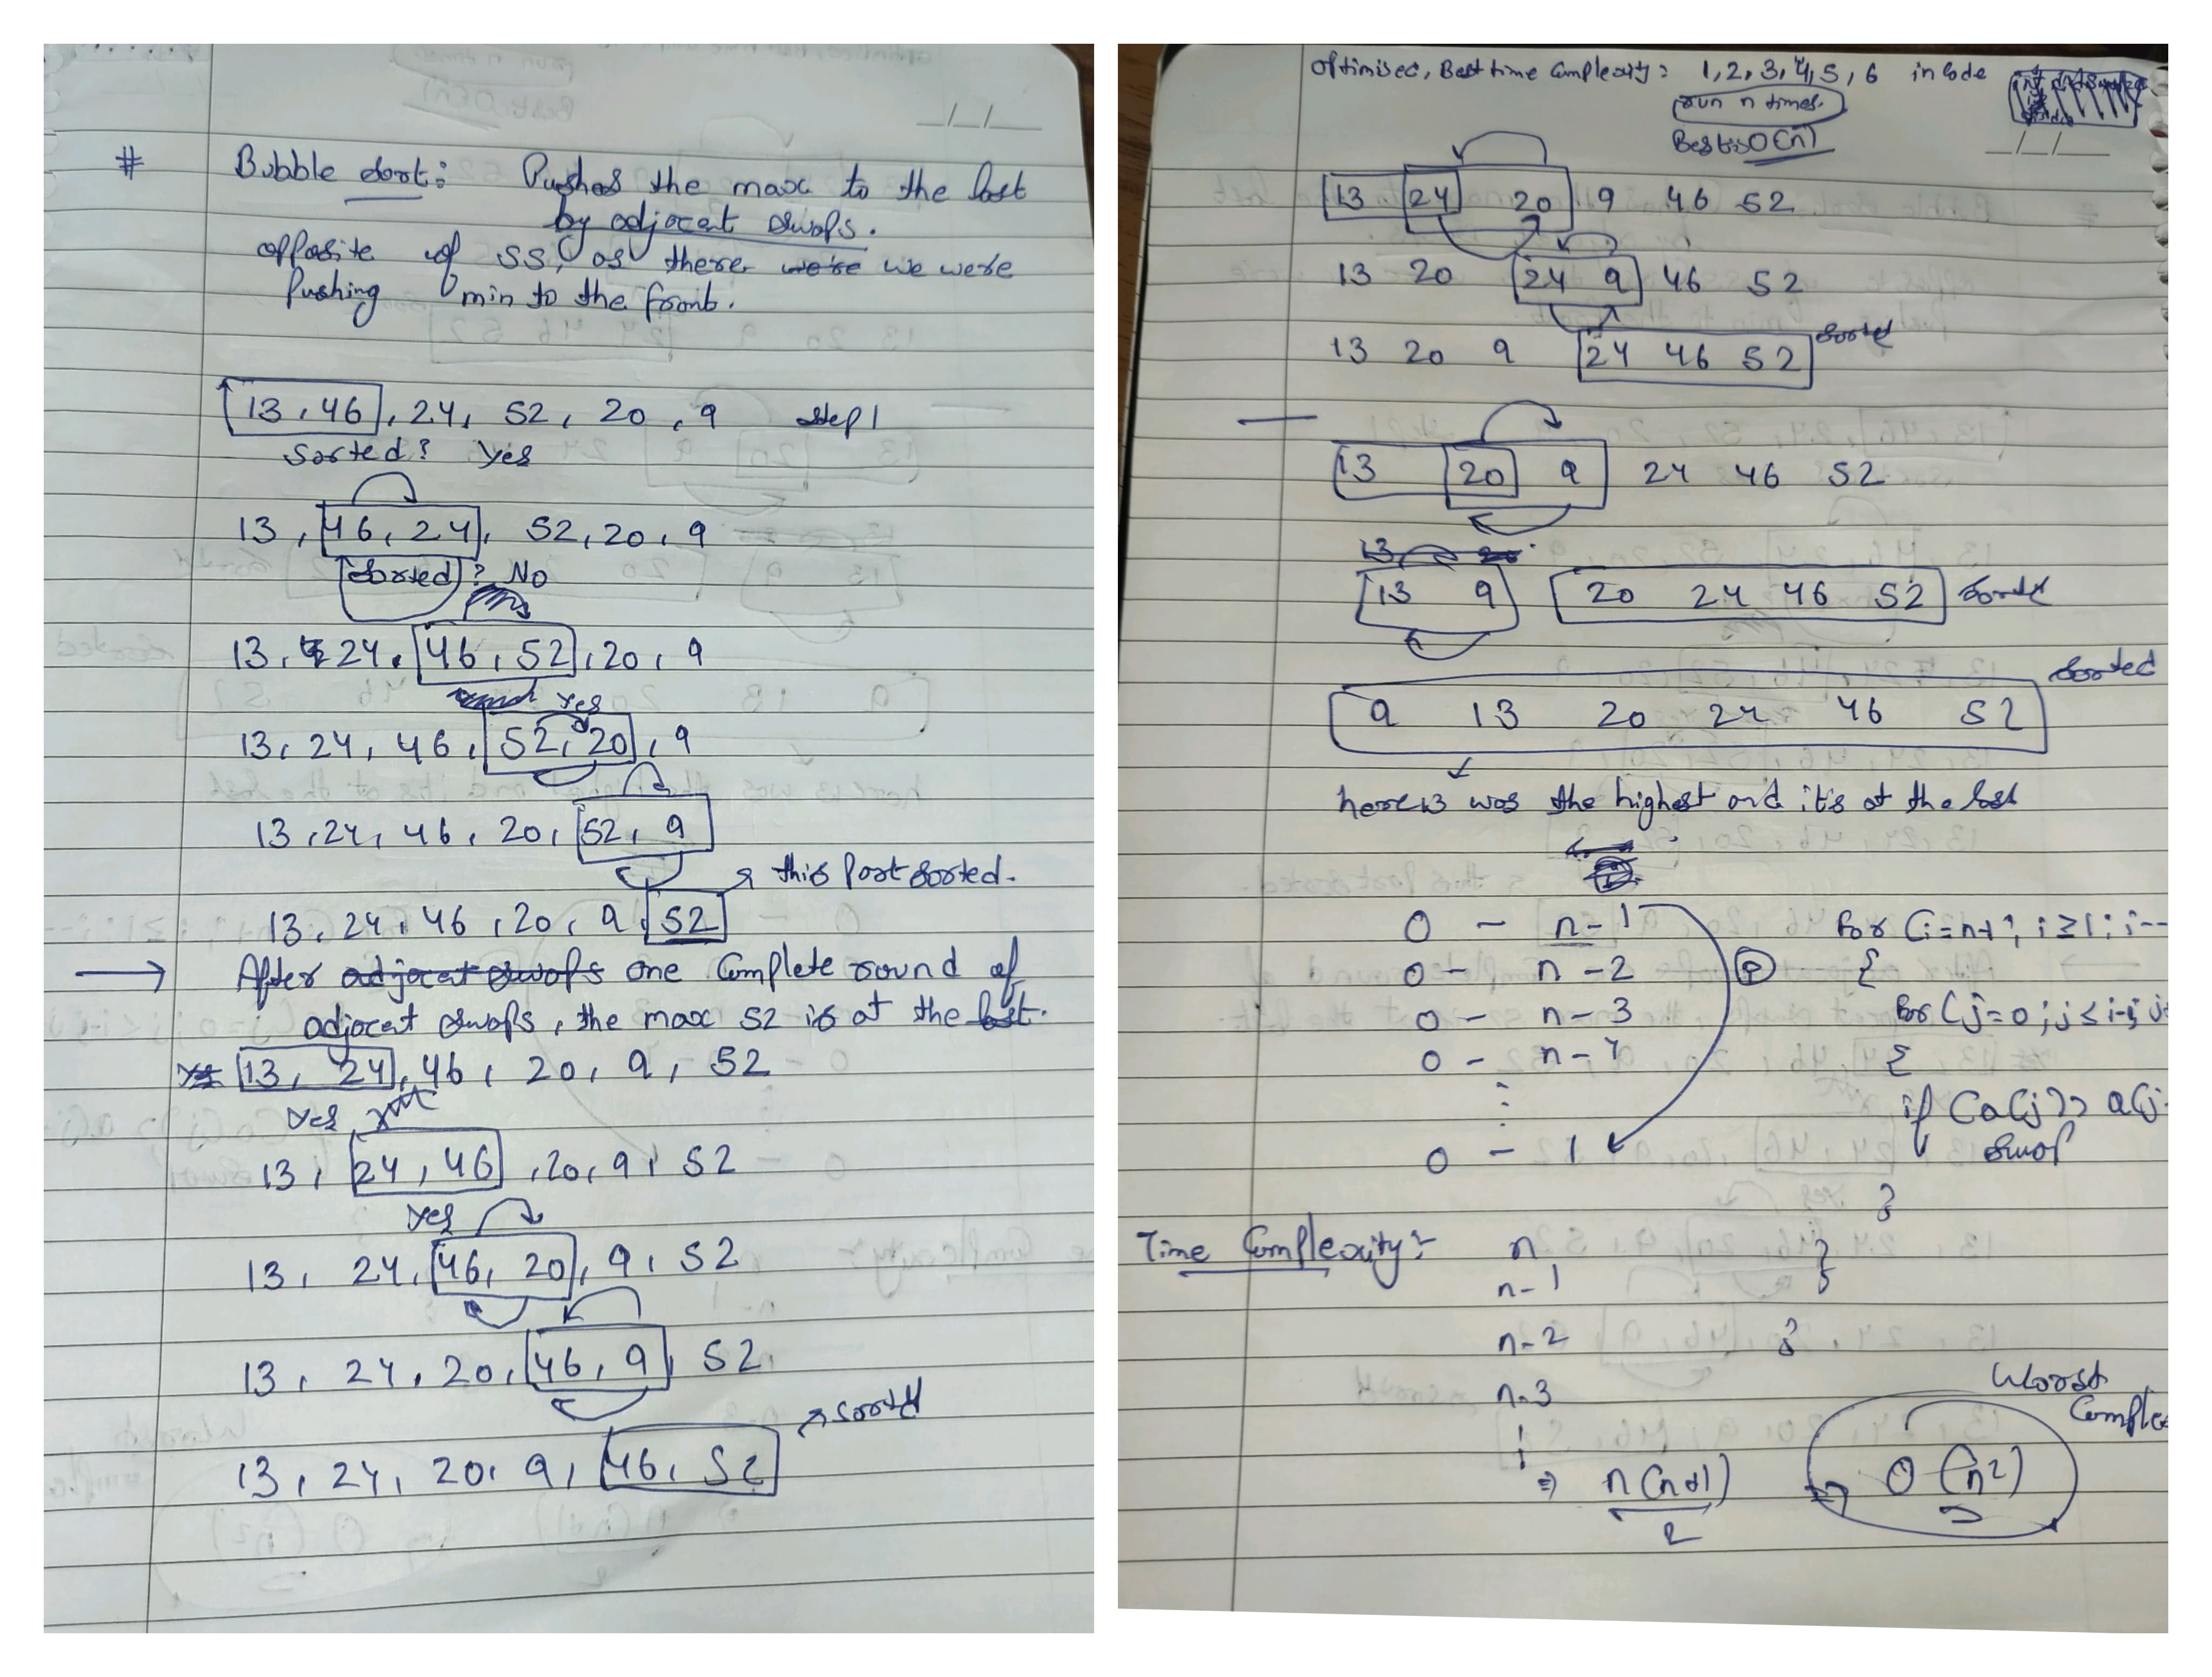 # Bubble sort: Pushes the max to the last
by adjacent swaps.
opposite of SS, as there were we were
Pushing min to the front.
13, 46, 24, 52, 20, 9 step 1
Sorted? Yes
13, 46, 24, 52, 20, 9
Sorted? No
13, 24, 46, 52, 20, 9
Yes
13, 24, 46, 52, 20, 9
13, 24, 46, 20, 52, 9
this Part sorted.
13, 24, 46, 20, 9, 52
→ After adjacent swaps one Complete round of
adjacent swaps, the max 52 is at the last.
13, 24, 46, 20, 9, 52
Yes
13, 24, 46, 20, 9, 52
Yes
13, 24, 46, 20, 9, 52
13, 24, 20, 46, 9, 52
sorted
13, 24, 20, 9, 46, 52
Optimised, Best time Complexity: 1, 2, 3, 4, 5, 6 in Code
run n times.
Best is O(n)
13 24 20 9 46 52
13 20 24 9 46 52
13 20 9 24 46 52 sorted
13 20 9 24 46 52
13 20
13 9 20 24 46 52 sorted
sorted
9 13 20 24 46 52
here 13 was the highest and it's at the last
0 - n-1 for (i=n-1; i≥1; i--
0 - n-2 {
0 - n-3 for (j=0; j≤i-1; j
0 - n-4 {
if (a(j)> a(j
swap
0 - 1
}
Time Complexity:- n }
n-1
n-2 }
n-3
Worst
Comple
=> n(n+1)/2 => O(n2)